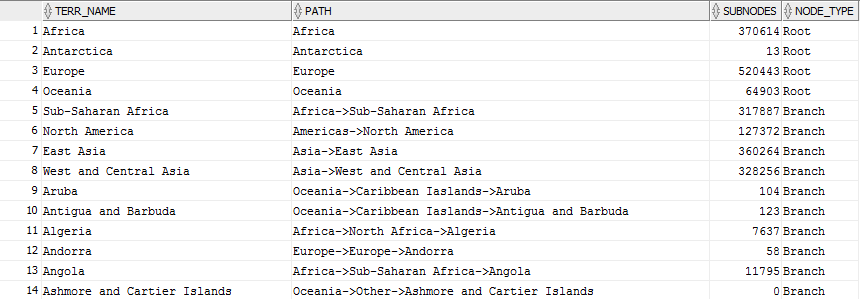 TERR_NAME PATH SUBNODES NODE_TYPE
1 Africa Africa 370614 Root
2 Antarctica Antarctica 13 Root
3 Europe Europe 520443 Root
4 Oceania Oceania 64903 Root
5 Sub-Saharan Africa Africa->Sub-Saharan Africa 317887 Branch
6 North America Americas->North America 127372 Branch
7 East Asia Asia->East Asia 360264 Branch
8 West and Central Asia Asia->West and Central Asia 328256 Branch
9 Aruba Oceania->Caribbean Iaslands->Aruba 104 Branch
10 Antigua and Barbuda Oceania->Caribbean Iaslands->Antigua and Barbuda 123 Branch
11 Algeria Africa->North Africa->Algeria 7637 Branch
12 Andorra Europe->Europe->Andorra 58 Branch
13 Angola Africa->Sub-Saharan Africa->Angola 11795 Branch
14 Ashmore and Cartier Islands Oceania->Other->Ashmore and Cartier Islands 0 Branch